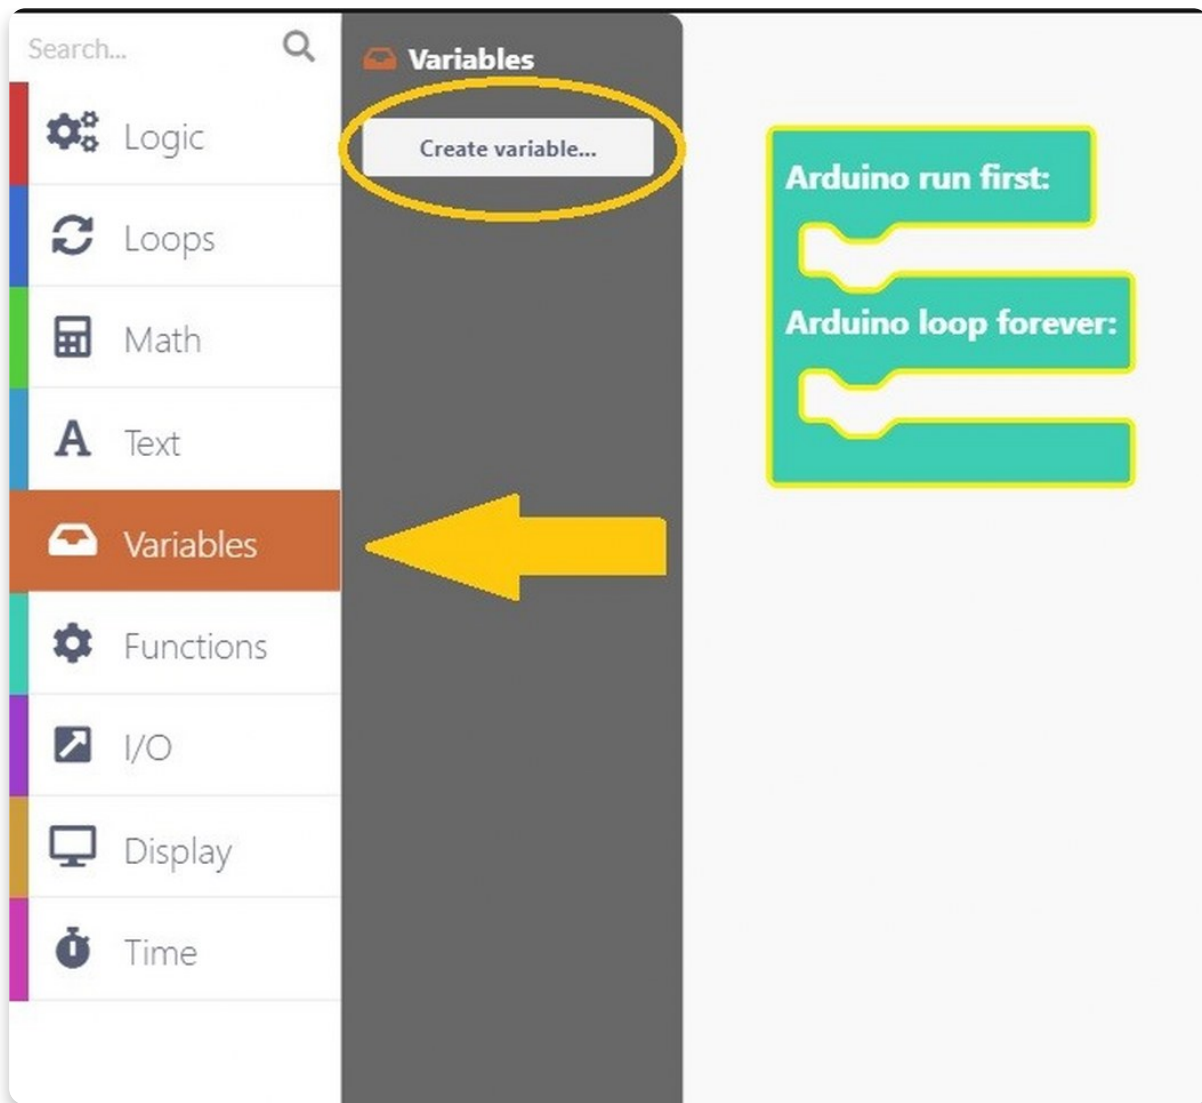 Search...
Logic
Loops
Math
Text
Variables
Functions
I/O
Display
Time
Variables
Create variable...
Arduino run first:
Arduino loop forever: